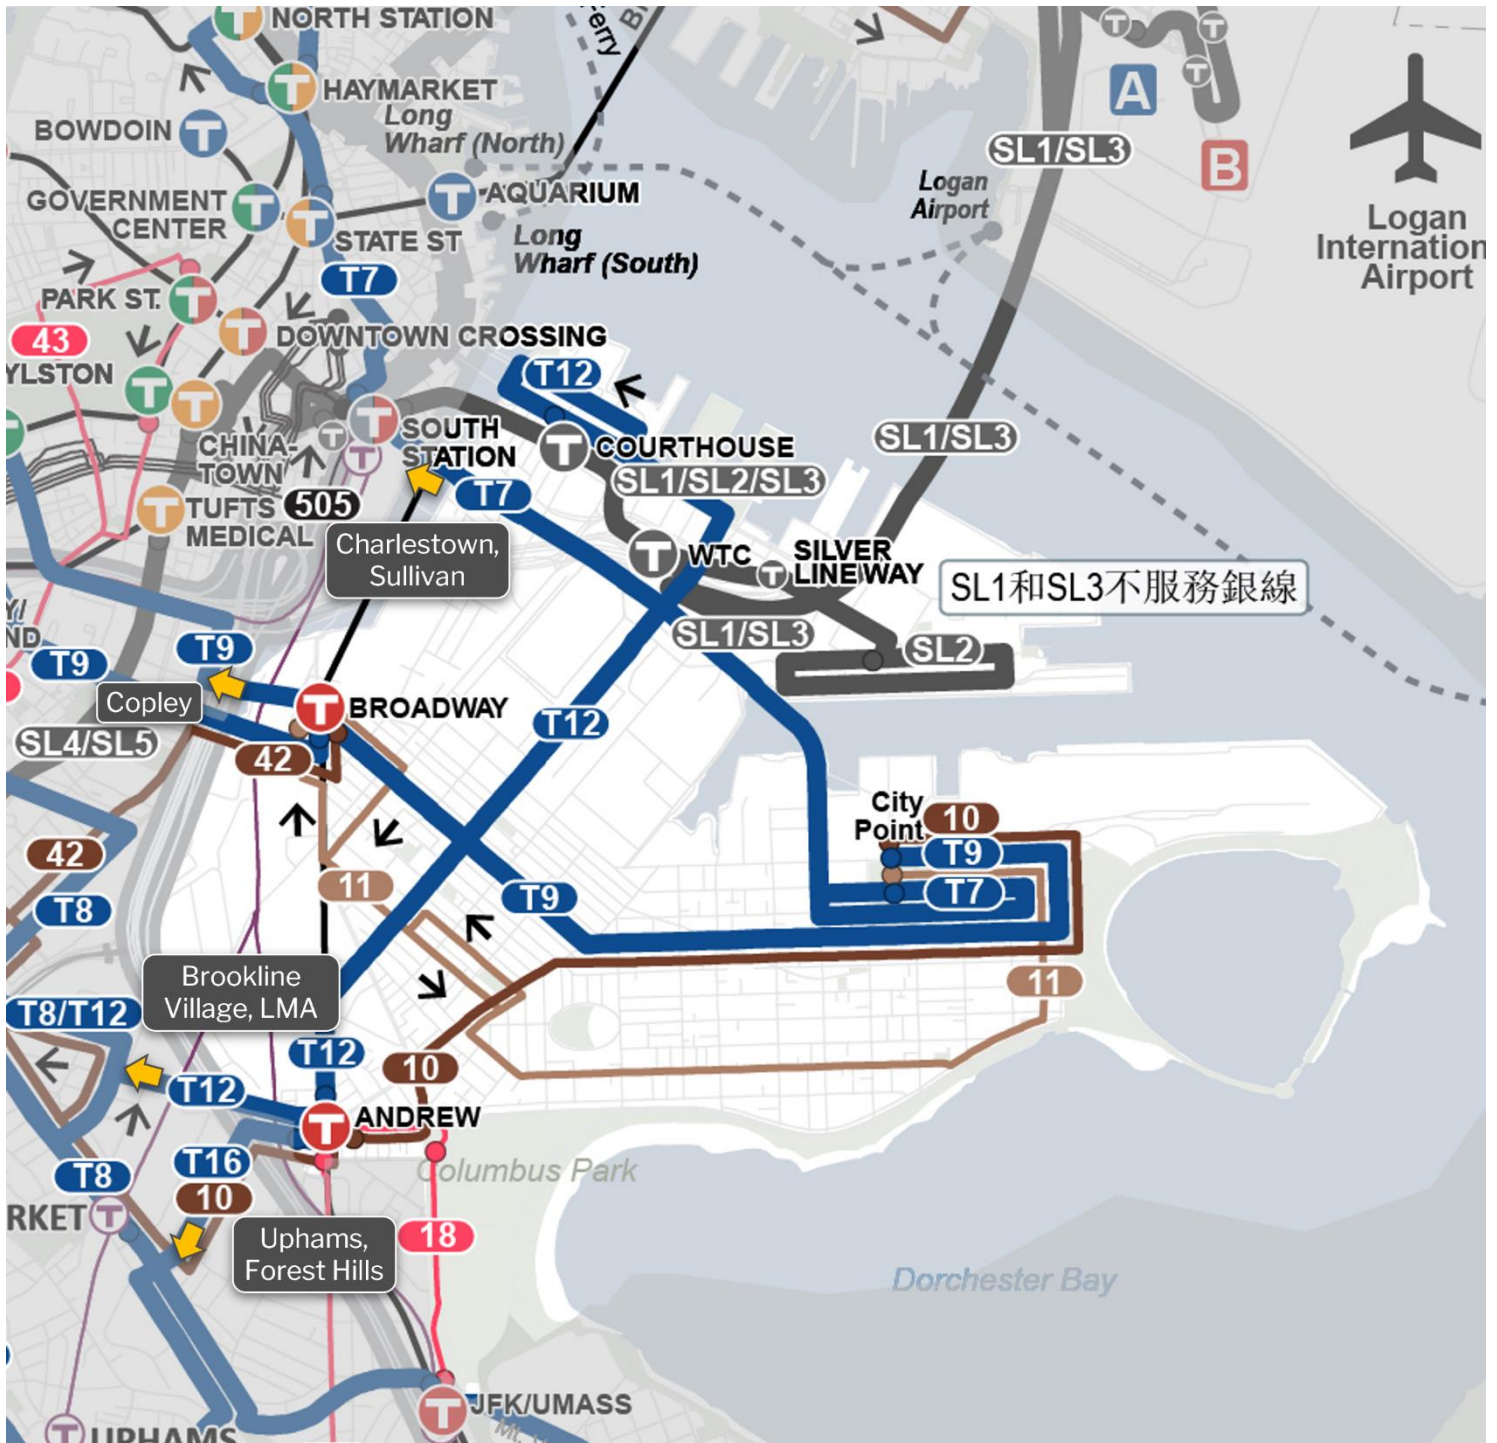 NORTH STATION
HAYMARKET
Long
Wharf (North)
Ferry
BOWDOIN
GOVERNMENT
CENTER
AQUARIUM
STATE ST
Long
Wharf (South)
T7
PARK ST.
DOWNTOWN CROSSING
43
YLSTON
CHINA-
TOWN
SOUTH
STATION
TUFTS
MEDICAL
505
T12
COURTHOUSE
SL1/SL2/SL3
T7
WTC
SILVER
LINE WAY
SL1/SL3
SL1/SL3
SL1/SL3
SL2
A
B
Logan
Airport
Logan
Internation
Airport
SL1和SL3不服務銀線
Charlestown,
Sullivan
Y/
ND
T9
T9
Copley
BROADWAY
SL4/SL5
42
T12
42
T8
11
T9
City
Point
10
T9
T7
11
Brookline
Village, LMA
T8/T12
T12
10
T12
ANDREW
T16
T8
10
RKET
Columbus Park
Uphams,
Forest Hills
18
Dorchester Bay
JFK/UMASS
UPHAMS